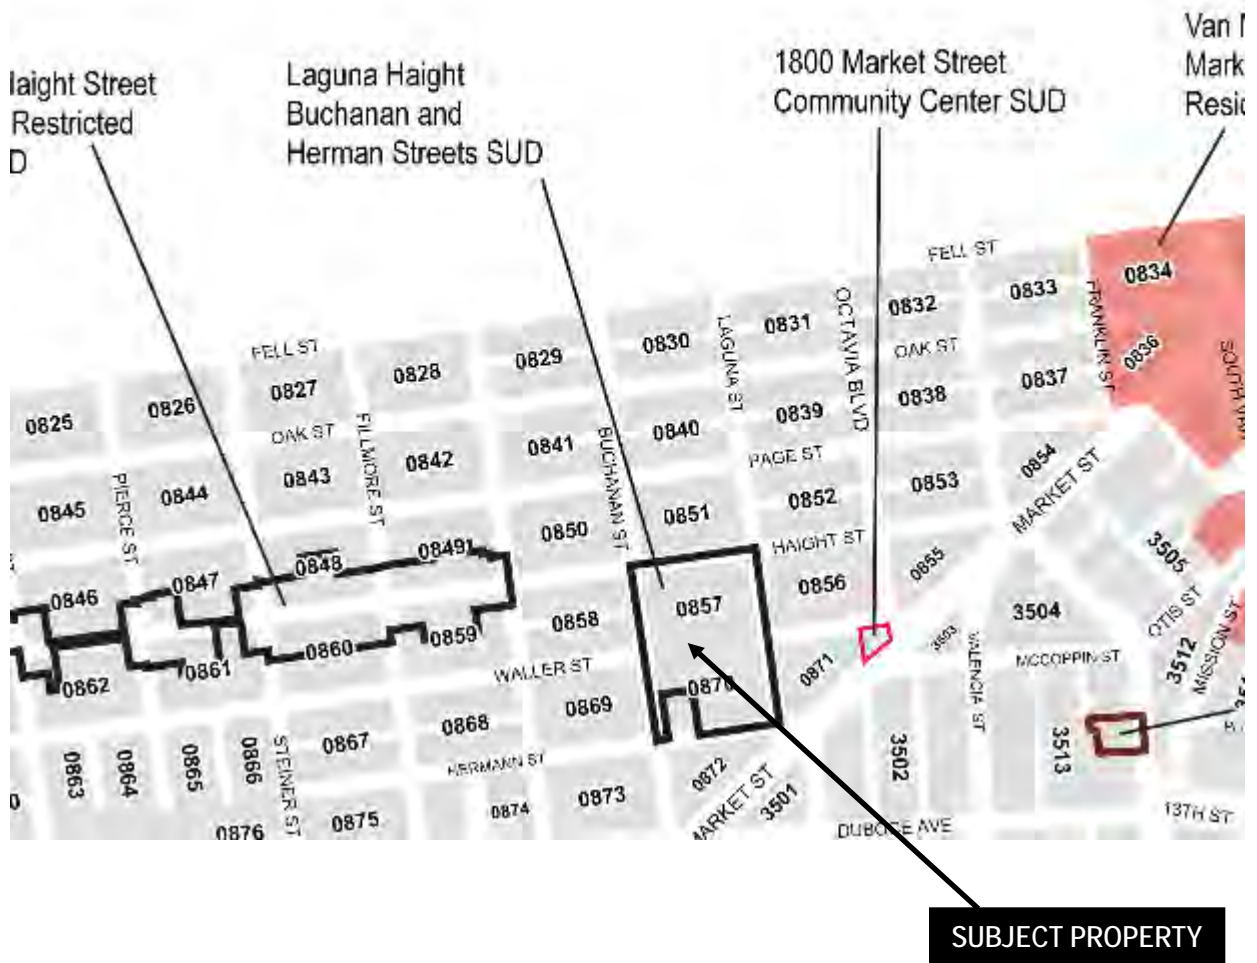 laight Street
Restricted
D
Laguna Haight
Buchanan and
Herman Streets SUD
1800 Market Street
Community Center SUD
Van
Mark
Resi
FELL ST
0834
0833
0832
0831
0830
0829
0828
FELL ST
0827
0826
0825
OCTAVIA BLVD
FRANKLIN ST
LAGUNA ST
0836
SOUTH VAN
OAK ST
0837
0838
0839
0840
0841
0842
OAK ST
0843
0844
0845
FILLMORE ST
BUCHANAN ST
PIERCE ST
PAGE ST
0854
MARKET ST
0853
0852
0851
0850
0849
0848
0847
0846
HAIGHT ST
0855
0856
0857
0858
0859
0860
0861
0862
3505
OTIS ST
3504
3503
VALENCIA ST
MCCOPPIN ST
3512
MISSION ST
WALLER ST
0871
0870
0869
0868
0867
STEINER ST
0866
0865
0864
0863
3502
3513
HERMANN ST
0872
MARKET ST
3501
0873
0874
0875
0876
DUBOCE AVE
13TH ST
SUBJECT PROPERTY